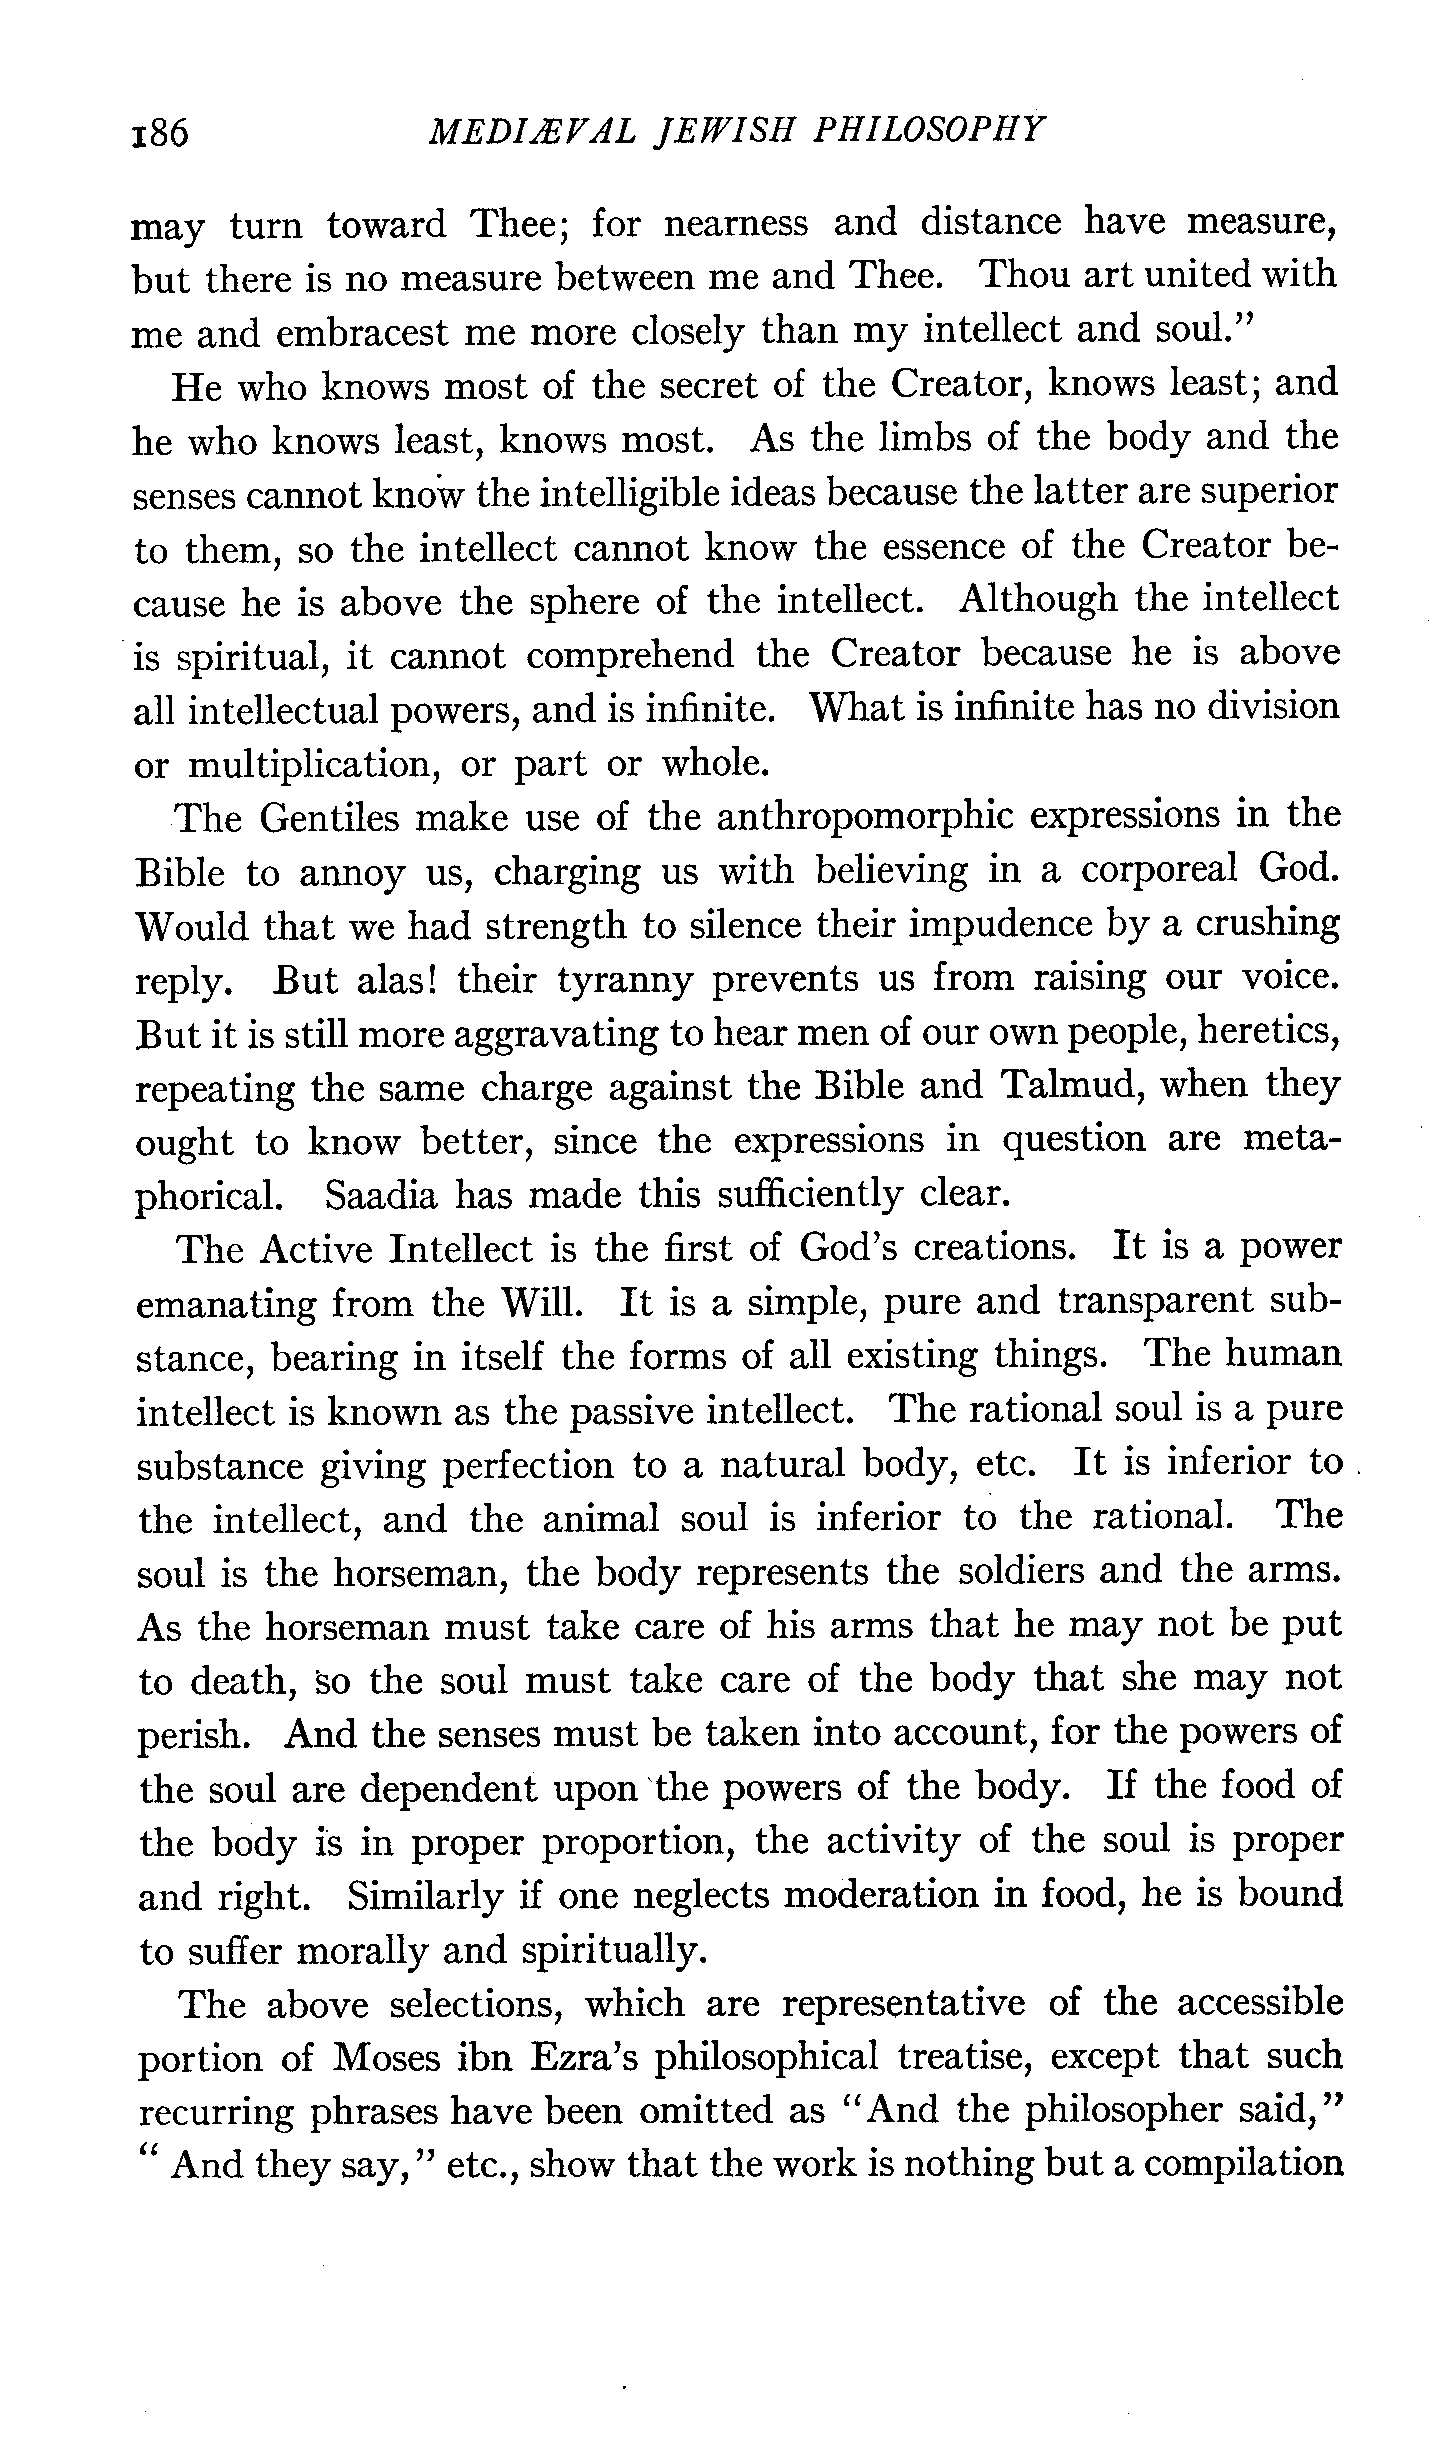 186 MEDIÆVAL JEWISH PHILOSOPHY
may turn toward Thee; for nearness and distance have measure,
but there is no measure between me and Thee. Thou art united with
me and embracest me more closely than my intellect and soul.”
He who knows most of the secret of the Creator, knows least; and
he who knows least, knows most. As the limbs of the body and the
senses cannot know the intelligible ideas because the latter are superior
to them, so the intellect cannot know the essence of the Creator be-
cause he is above the sphere of the intellect. Although the intellect
is spiritual, it cannot comprehend the Creator because he is above
all intellectual powers, and is infinite. What is infinite has no division
or multiplication, or part or whole.
The Gentiles make use of the anthropomorphic expressions in the
Bible to annoy us, charging us with believing in a corporeal God.
Would that we had strength to silence their impudence by a crushing
reply. But alas! their tyranny prevents us from raising our voice.
But it is still more aggravating to hear men of our own people, heretics,
repeating the same charge against the Bible and Talmud, when they
ought to know better, since the expressions in question are meta-
phorical. Saadia has made this sufficiently clear.
The Active Intellect is the first of God’s creations. It is a power
emanating from the Will. It is a simple, pure and transparent sub-
stance, bearing in itself the forms of all existing things. The human
intellect is known as the passive intellect. The rational soul is a pure
substance giving perfection to a natural body, etc. It is inferior to
the intellect, and the animal soul is inferior to the rational. The
soul is the horseman, the body represents the soldiers and the arms.
As the horseman must take care of his arms that he may not be put
to death, so the soul must take care of the body that she may not
perish. And the senses must be taken into account, for the powers of
the soul are dependent upon the powers of the body. If the food of
the body is in proper proportion, the activity of the soul is proper
and right. Similarly if one neglects moderation in food, he is bound
to suffer morally and spiritually.
The above selections, which are representative of the accessible
portion of Moses ibn Ezra’s philosophical treatise, except that such
recurring phrases have been omitted as “And the philosopher said,”
“And they say,” etc., show that the work is nothing but a compilation